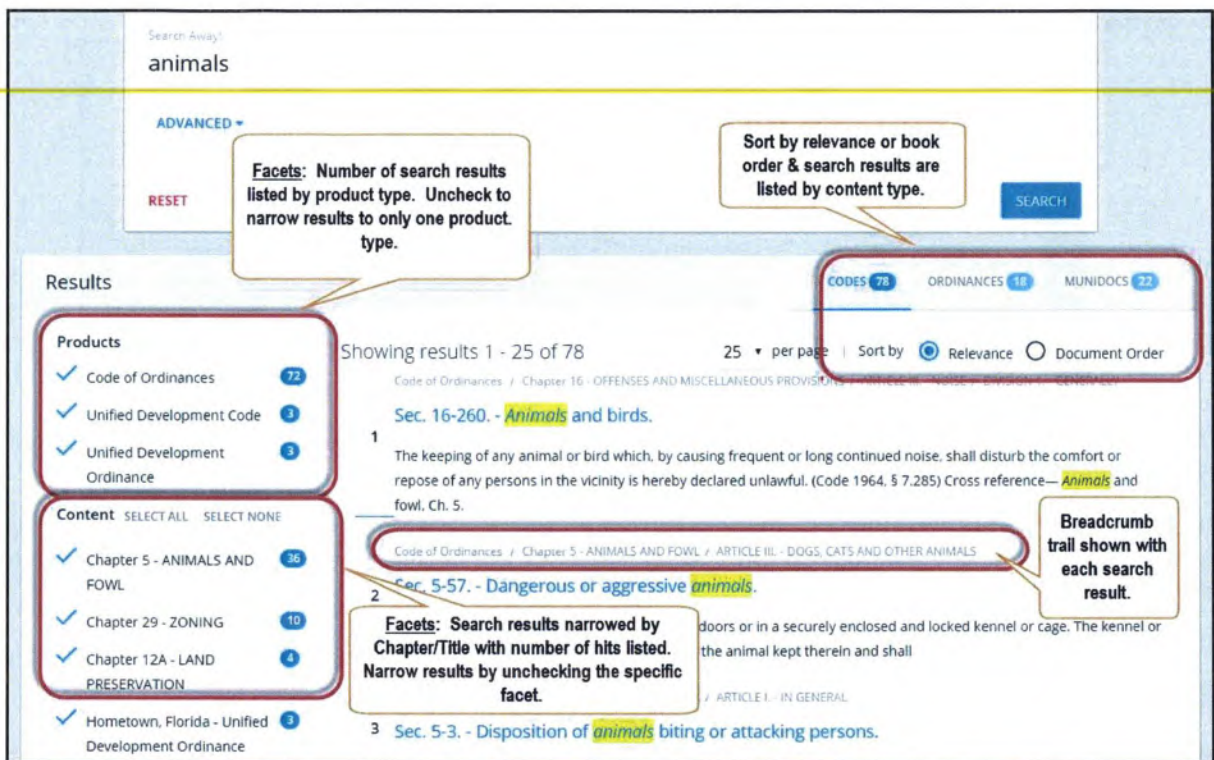 Search Away!
animals
ADVANCED
Facets: Number of search results
listed by product type. Uncheck to
narrow results to only one product.
type.
Sort by relevance or book
order & search results are
listed by content type.
RESET
SEARCH
Results
CODES 78 ORDINANCES 18 MUNIDOCS 22
Products
Code of Ordinances 72
Unified Development Code 3
Unified Development 3
Ordinance
Showing results 1 - 25 of 78 25 per page | Sort by Relevance Document Order
Code of Ordinances / Chapter 16 - OFFENSES AND MISCELLANEOUS PROVISIONS / ARTICLE III. - NOISE
1
Sec. 16-260. - Animals and birds.
The keeping of any animal or bird which, by causing frequent or long continued noise, shall disturb the comfort or
repose of any persons in the vicinity is hereby declared unlawful. (Code 1964, § 7.285) Cross reference— Animals and
fowl, Ch. 5.
Content SELECT ALL SELECT NONE
Chapter 5 - ANIMALS AND 36
FOWL
Chapter 29 - ZONING 10
Chapter 12A - LAND 4
PRESERVATION
Hometown, Florida - Unified 3
Development Ordinance
Code of Ordinances / Chapter 5 - ANIMALS AND FOWL / ARTICLE III. - DOGS, CATS AND OTHER ANIMALS
Breadcrumb
trail shown with
each search
result.
2
Sec. 5-57. - Dangerous or aggressive animals.
doors or in a securely enclosed and locked kennel or cage. The kennel or
the animal kept therein and shall
Facets: Search results narrowed by
Chapter/Title with number of hits listed.
Narrow results by unchecking the specific
facet.
/ ARTICLE I. - IN GENERAL
3 Sec. 5-3. - Disposition of animals biting or attacking persons.